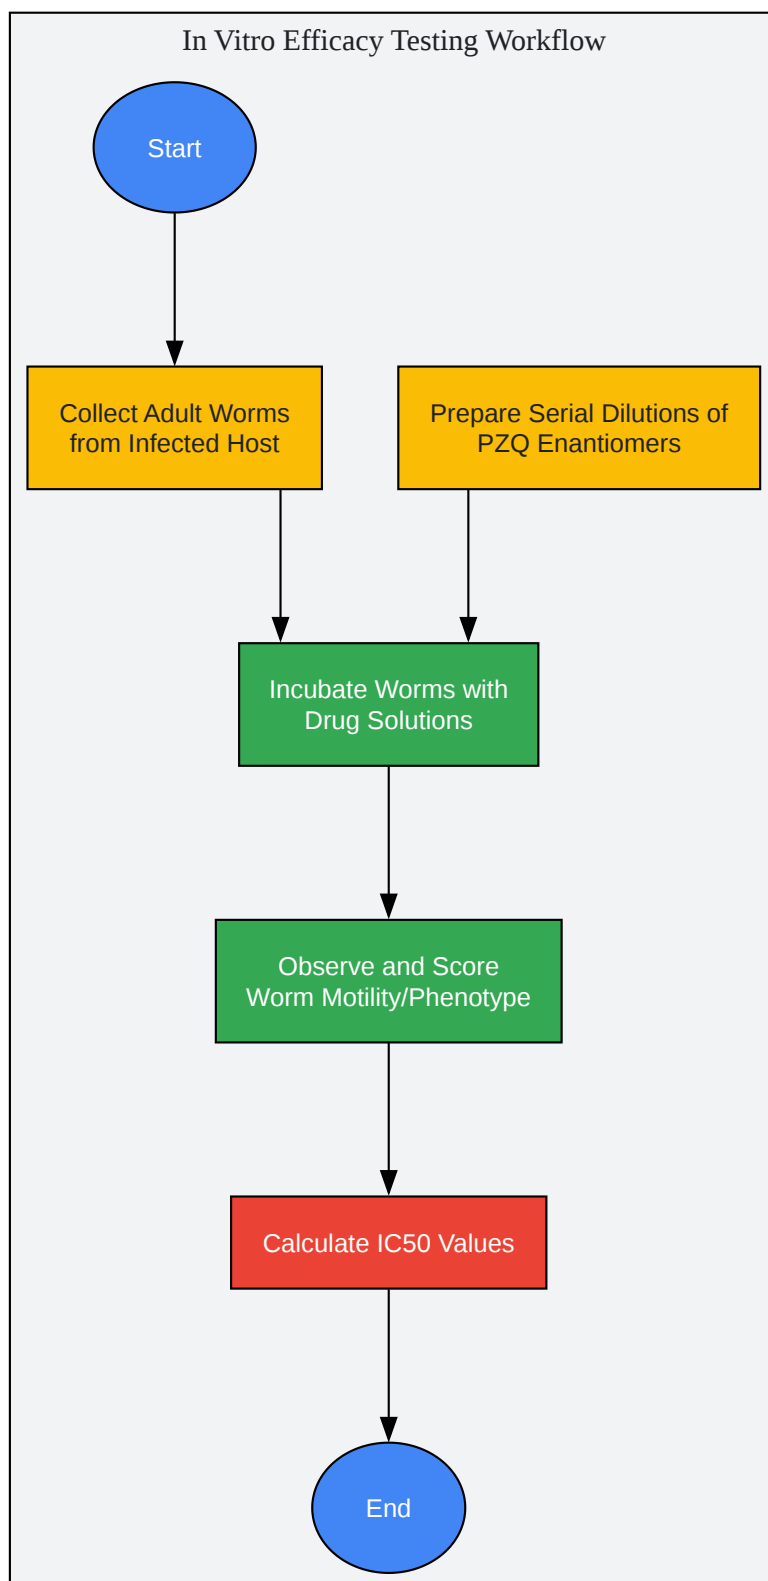 In Vitro Efficacy Testing Workflow
Start
Collect Adult Worms
from Infected Host
Prepare Serial Dilutions of
PZQ Enantiomers
Incubate Worms with
Drug Solutions
Observe and Score
Worm Motility/Phenotype
Calculate IC50 Values
End